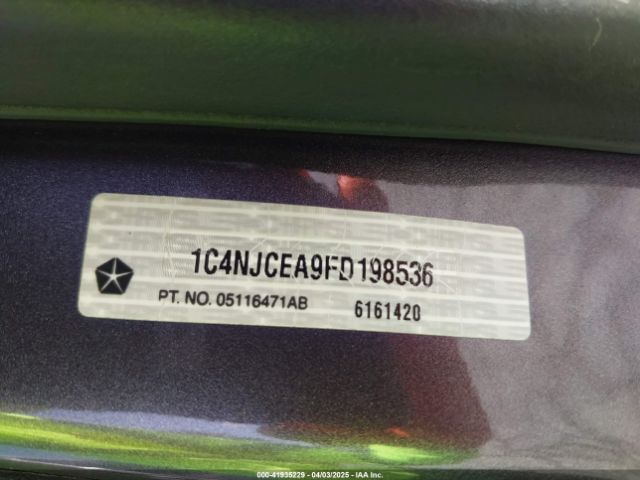 1C4NJCEA9FD198536
PT. NO. 05116471AB 6161420
000-41935229 - 04/03/2025 - IAA Inc.